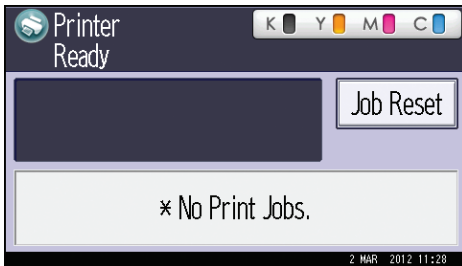 Printer
Ready
K Y M C
Job Reset
* No Print Jobs.
2 MAR 2012 11:28